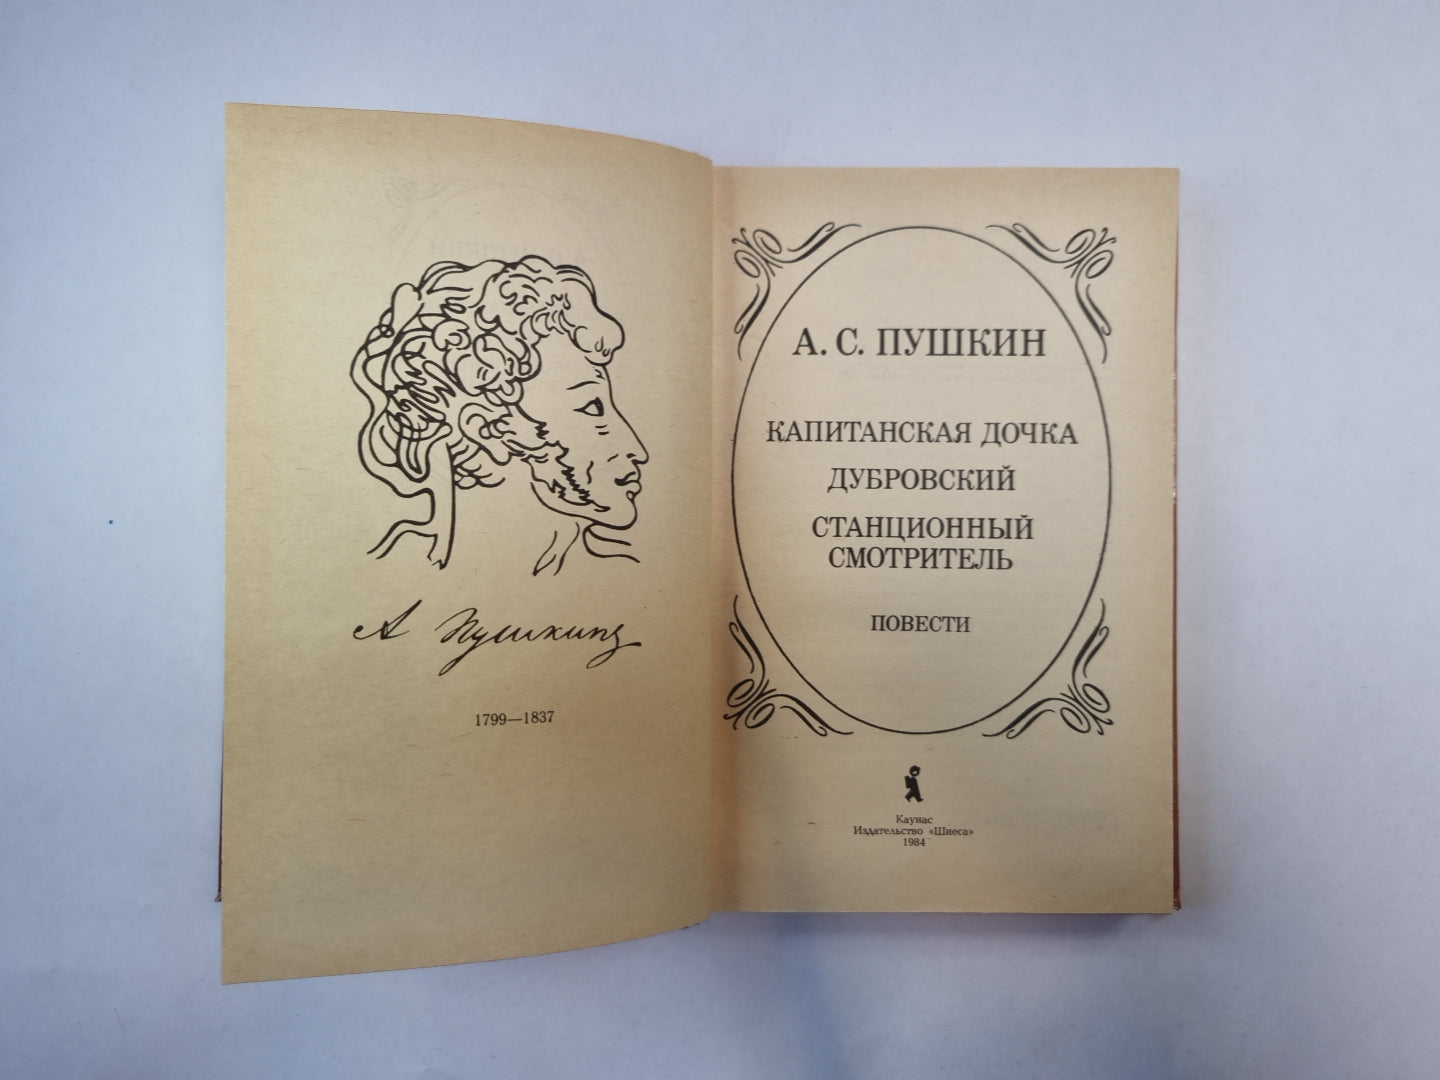 А Пушкинъ
1799—1837
А. С. ПУШКИН
КАПИТАНСКАЯ ДОЧКА
ДУБРОВСКИЙ
СТАНЦИОННЫЙ
СМОТРИТЕЛЬ
ПОВЕСТИ
Каунас
Издательство «Швеса»
1984